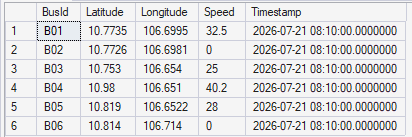 BusId Latitude Longitude Speed Timestamp
1 B01 10.7735 106.6995 32.5 2026-07-21 08:10:00.0000000
2 B02 10.7726 106.6981 0 2026-07-21 08:10:00.0000000
3 B03 10.753 106.654 25 2026-07-21 08:10:00.0000000
4 B04 10.98 106.651 40.2 2026-07-21 08:10:00.0000000
5 B05 10.819 106.6522 28 2026-07-21 08:10:00.0000000
6 B06 10.814 106.714 0 2026-07-21 08:10:00.0000000